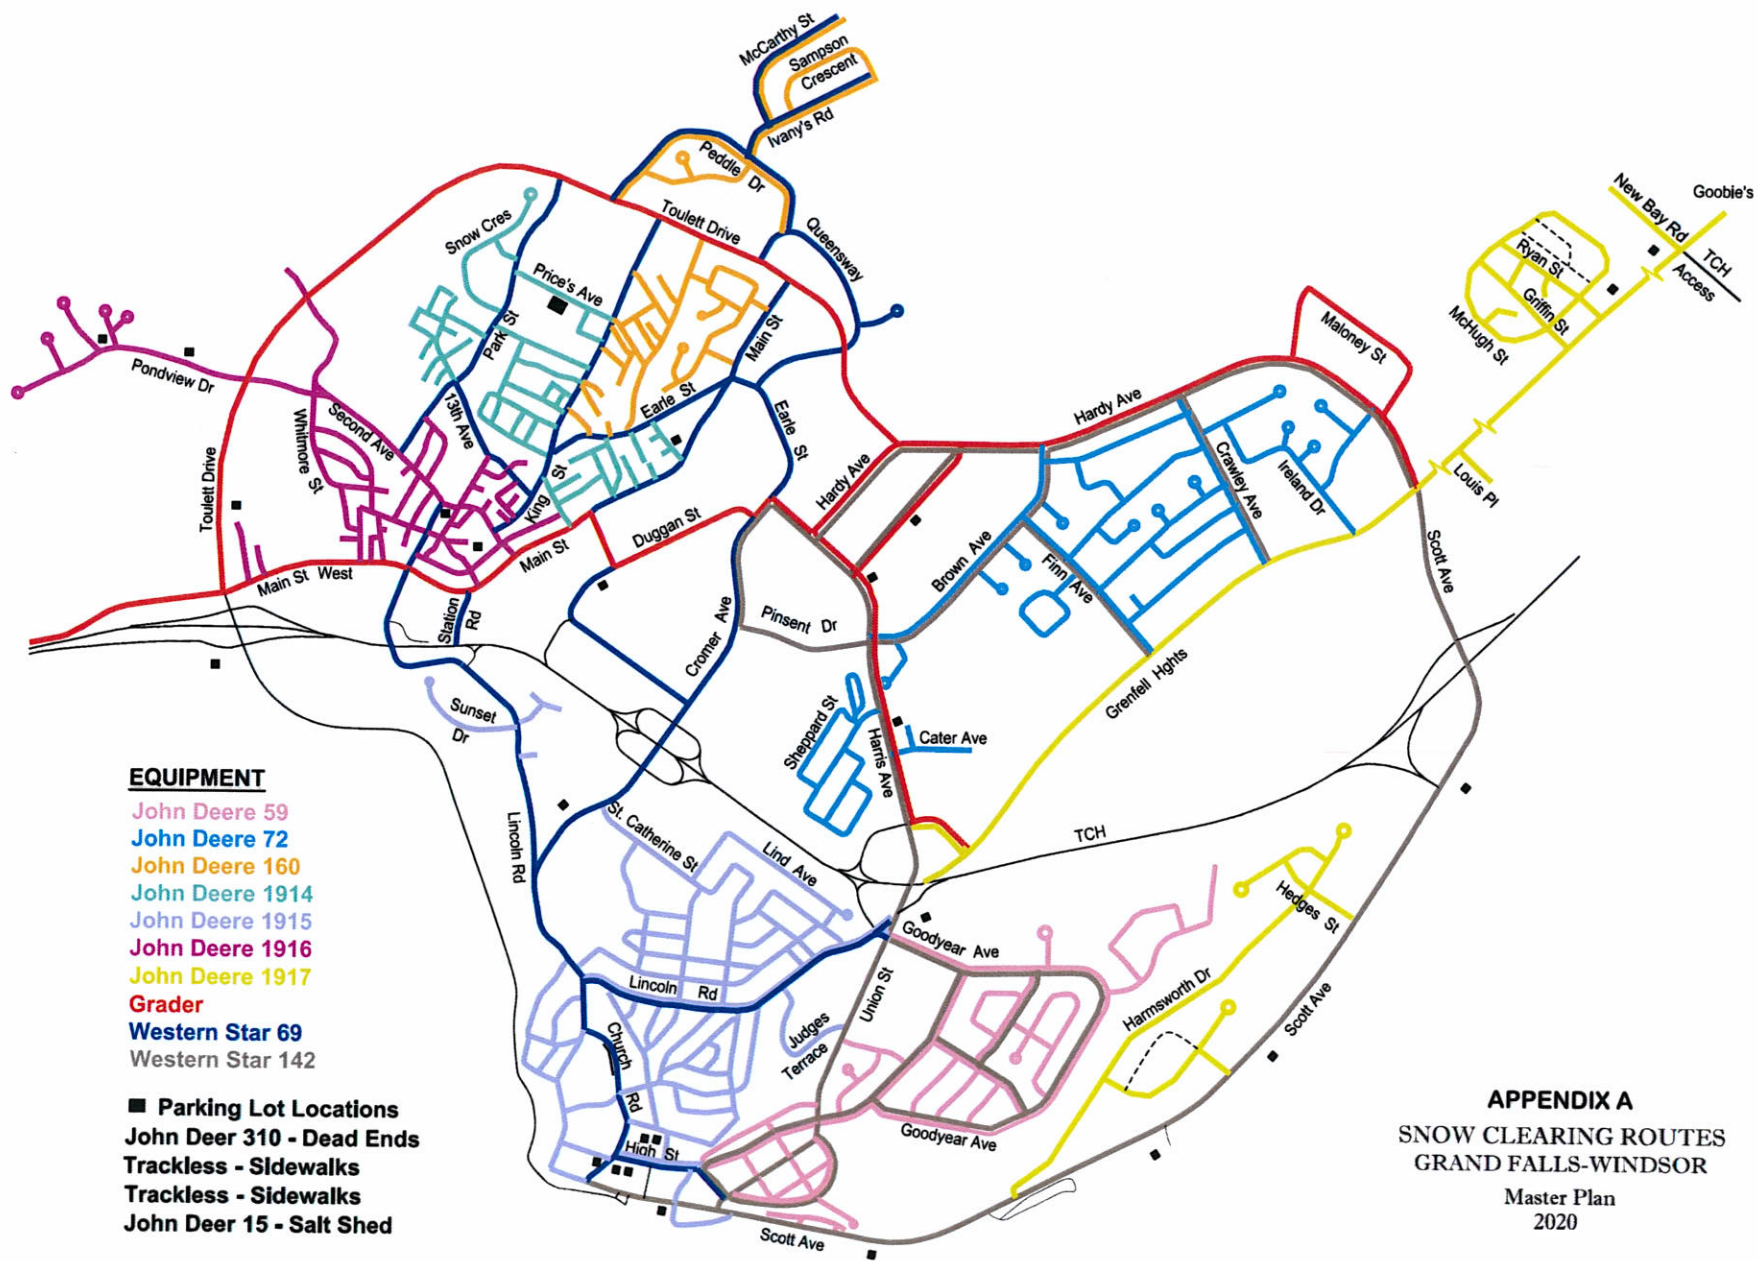 McCarthy St
Sampson
Crescent
Ivany's Rd
Peddle Dr
Toulett Drive
Queensway
Snow Cres
Price's Ave
Park St
Main St
Earle St
Earle St
13th Ave
King St
Pondview Dr
Second Ave
Whitmore St
Toulett Drive
Main St West
Main St
Duggan St
Station Rd
Hardy Ave
Hardy Ave
Maloney St
New Bay Rd
Goobie's
TCH
Access
Ryan St
Griffin St
McHugh St
Louis Pl
Crawley Ave
Ireland Dr
Brown Ave
Finn Ave
Scott Ave
Cromer Ave
Pinsent Dr
Grenfell Hghts
Sheppard St
Harris Ave
Cater Ave
Sunset Dr
Lincoln Rd
St. Catherine St
Lind Ave
TCH
Goodyear Ave
Hedges St
Lincoln Rd
Union St
Judges
Terrace
Church Rd
Harmsworth Dr
Scott Ave
Goodyear Ave
High St
Scott Ave
EQUIPMENT
John Deere 59
John Deere 72
John Deere 160
John Deere 1914
John Deere 1915
John Deere 1916
John Deere 1917
Grader
Western Star 69
Western Star 142
Parking Lot Locations
John Deer 310 - Dead Ends
Trackless - Sidewalks
Trackless - Sidewalks
John Deer 15 - Salt Shed
APPENDIX A
SNOW CLEARING ROUTES
GRAND FALLS-WINDSOR
Master Plan
2020